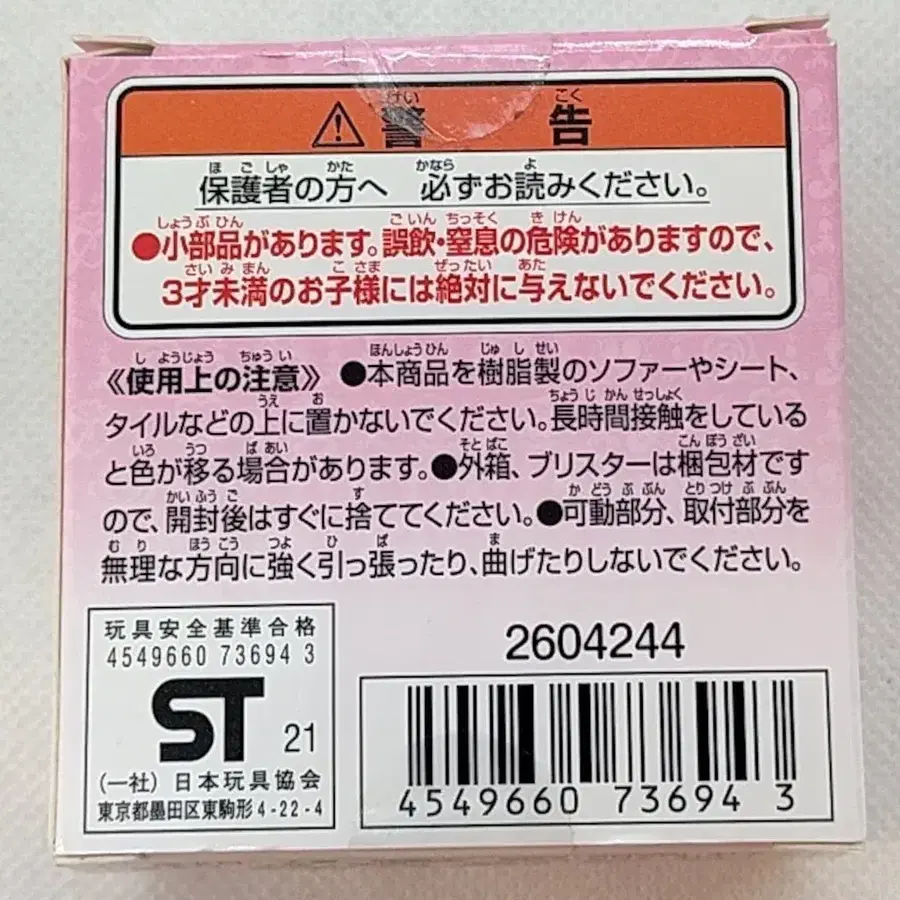 ⚠警告
保護者の方へ 必ずお読みください。
●小部品があります。誤飲・窒息の危険がありますので、
3才未満のお子様には絶対に与えないでください。
《使用上の注意》 ●本商品を樹脂製のソファーやシート、
タイルなどの上に置かないでください。長時間接触をしている
と色が移る場合があります。●外箱、ブリスターは梱包材です
ので、開封後はすぐに捨ててください。●可動部分、取付部分を
無理な方向に強く引っ張ったり、曲げたりしないでください。
玩具安全基準合格
4549660 73694 3
ST 21
(一社)日本玩具協会
東京都墨田区東駒形4-22-4
2604244
4549660 73694 3